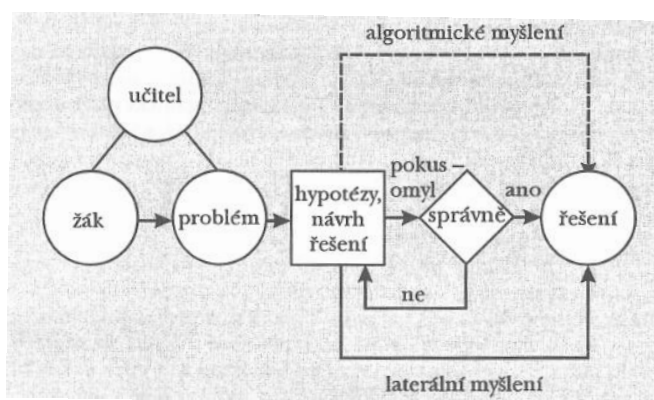 algoritmické myšlení
učitel
pokus –
omyl
žák
problém
hypotézy,
návrh
řešení
správně
ano
řešení
ne
laterální myšlení